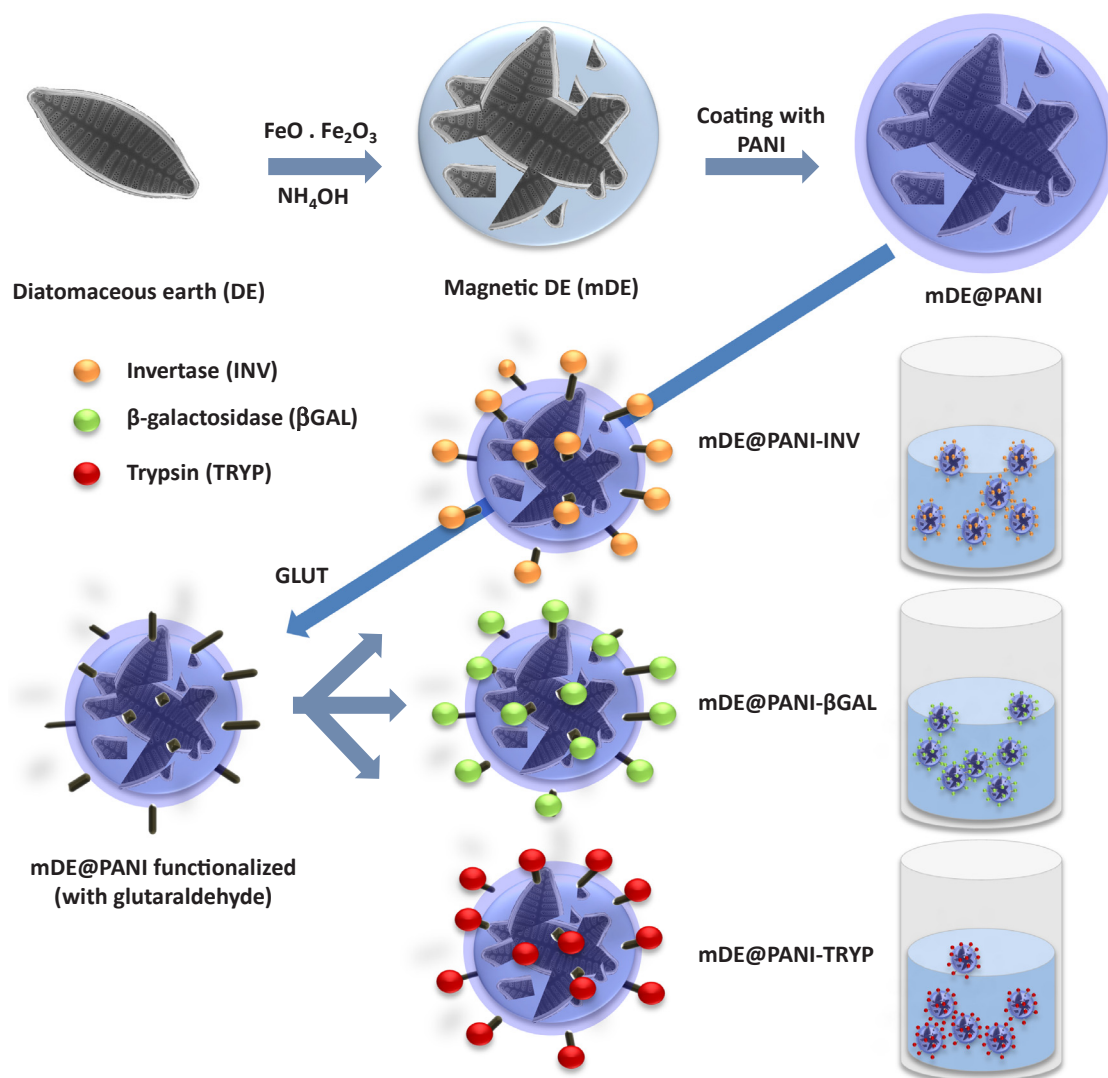 FeO . Fe₂O₃
NH₄OH
Coating with
PANI
Diatomaceous earth (DE)
Magnetic DE (mDE)
mDE@PANI
Invertase (INV)
β-galactosidase (βGAL)
Trypsin (TRYP)
mDE@PANI-INV
GLUT
mDE@PANI-βGAL
mDE@PANI functionalized
(with glutaraldehyde)
mDE@PANI-TRYP